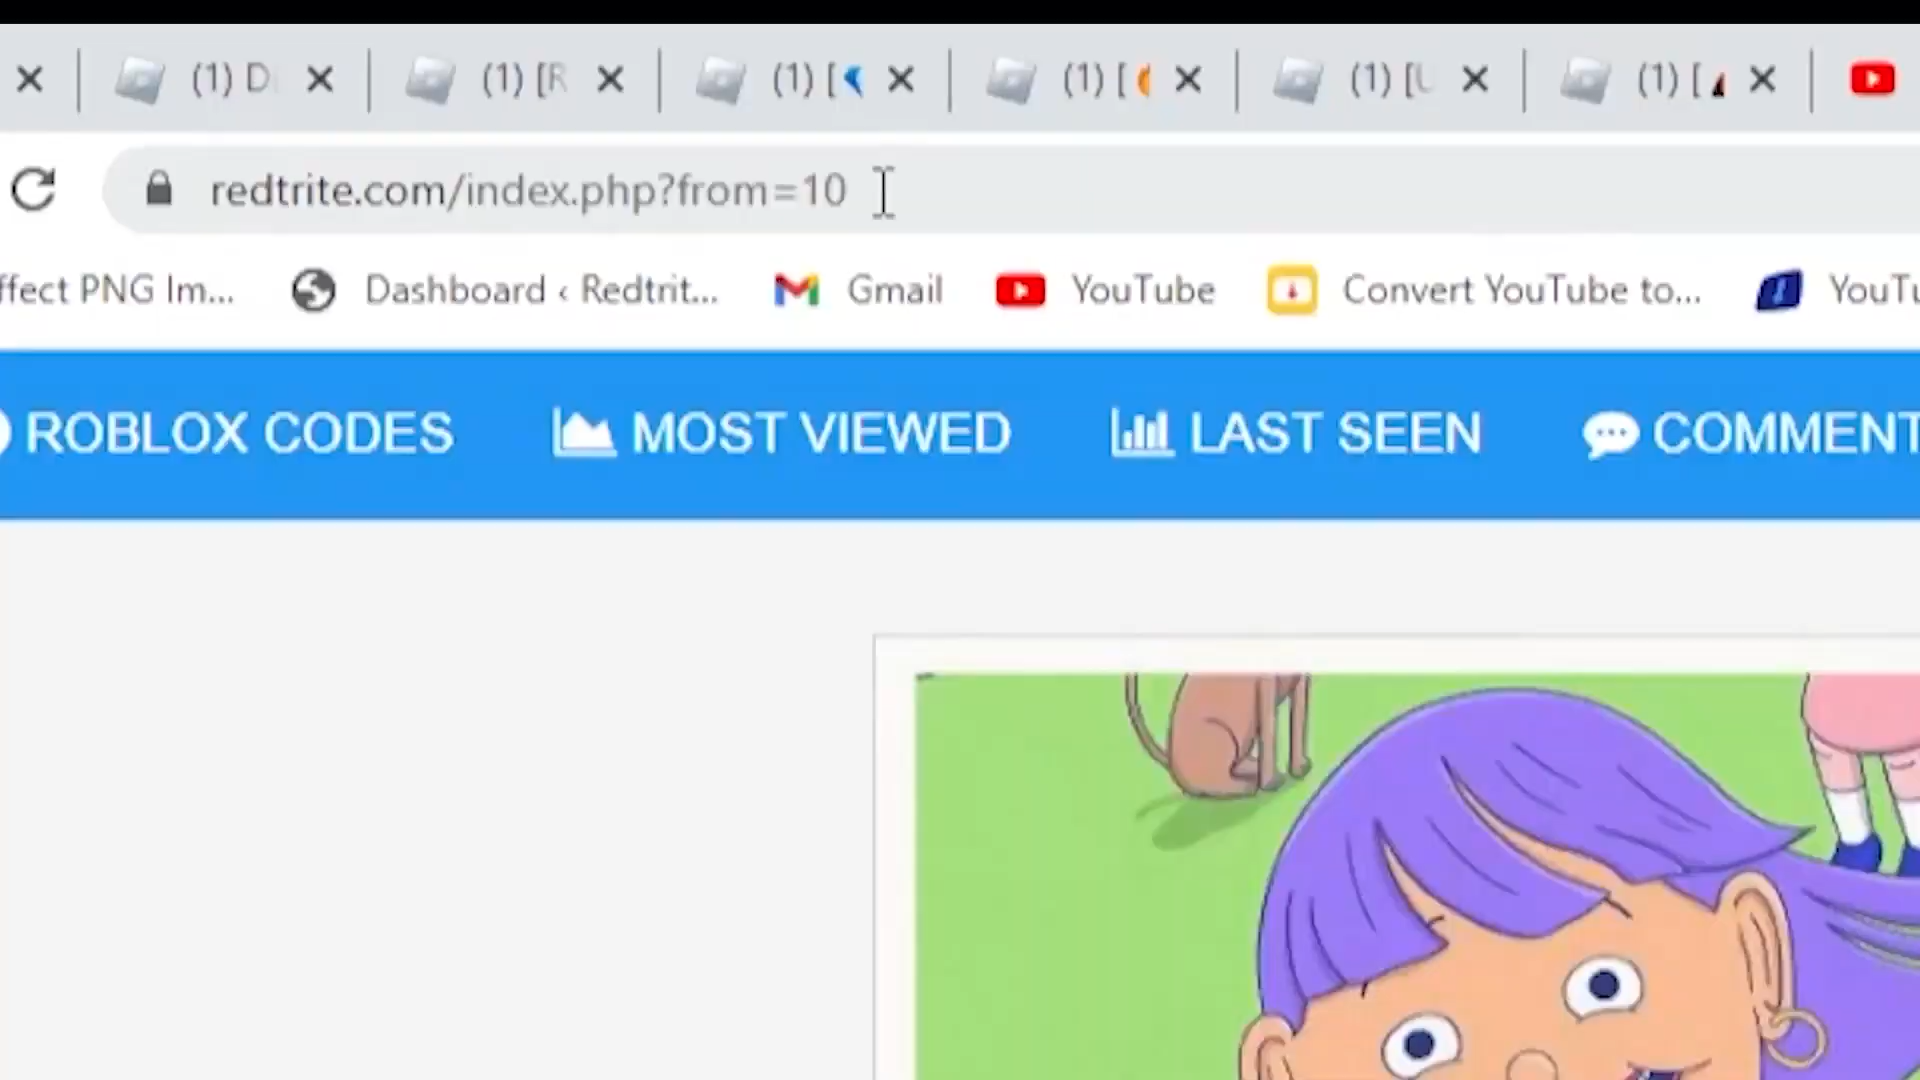 (1) D (1) [R (1) [ (1) [ (1) [U (1) [
redtrite.com/index.php?from=10
ffect PNG Im... Dashboard ‹ Redtrit... Gmail YouTube Convert YouTube to... YouTu
ROBLOX CODES MOST VIEWED LAST SEEN COMMENT